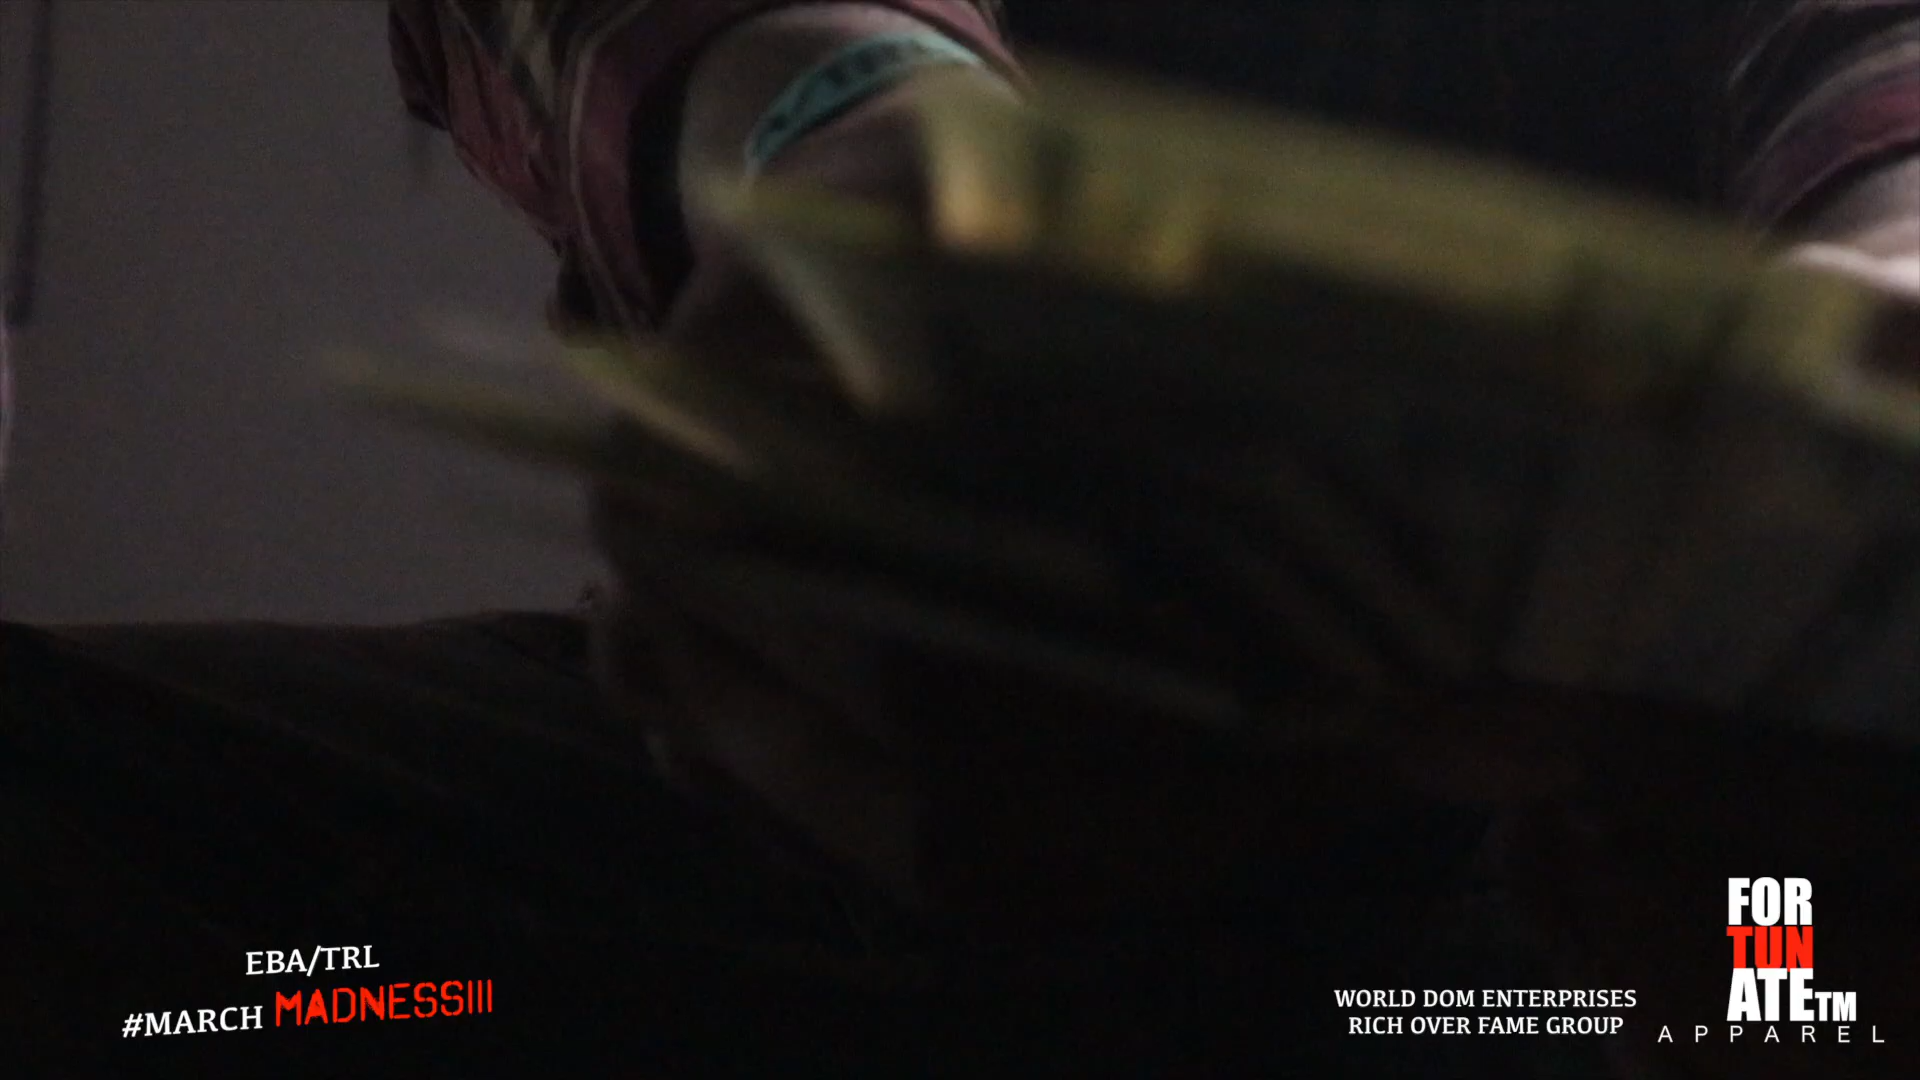 EBA/TRL
#MARCH MADNESSIII
WORLD DOM ENTERPRISES
RICH OVER FAME GROUP
FOR
TUN
ATETM
APPAREL